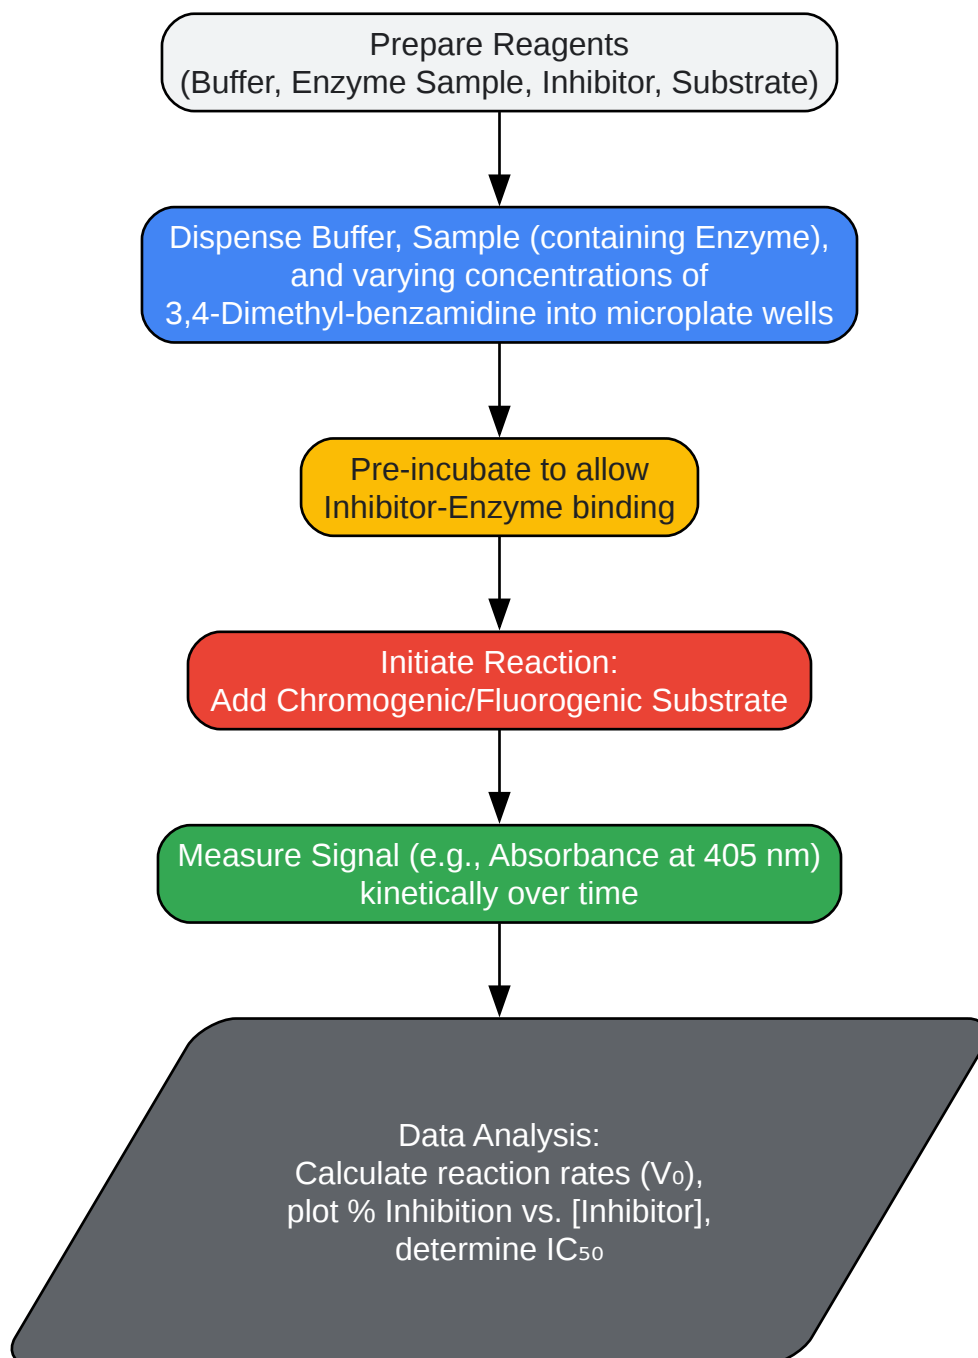 Prepare Reagents
(Buffer, Enzyme Sample, Inhibitor, Substrate)
Dispense Buffer, Sample (containing Enzyme),
and varying concentrations of
3,4-Dimethyl-benzamidine into microplate wells
Pre-incubate to allow
Inhibitor-Enzyme binding
Initiate Reaction:
Add Chromogenic/Fluorogenic Substrate
Measure Signal (e.g., Absorbance at 405 nm)
kinetically over time
Data Analysis:
Calculate reaction rates (V₀),
plot % Inhibition vs. [Inhibitor],
determine IC₅₀